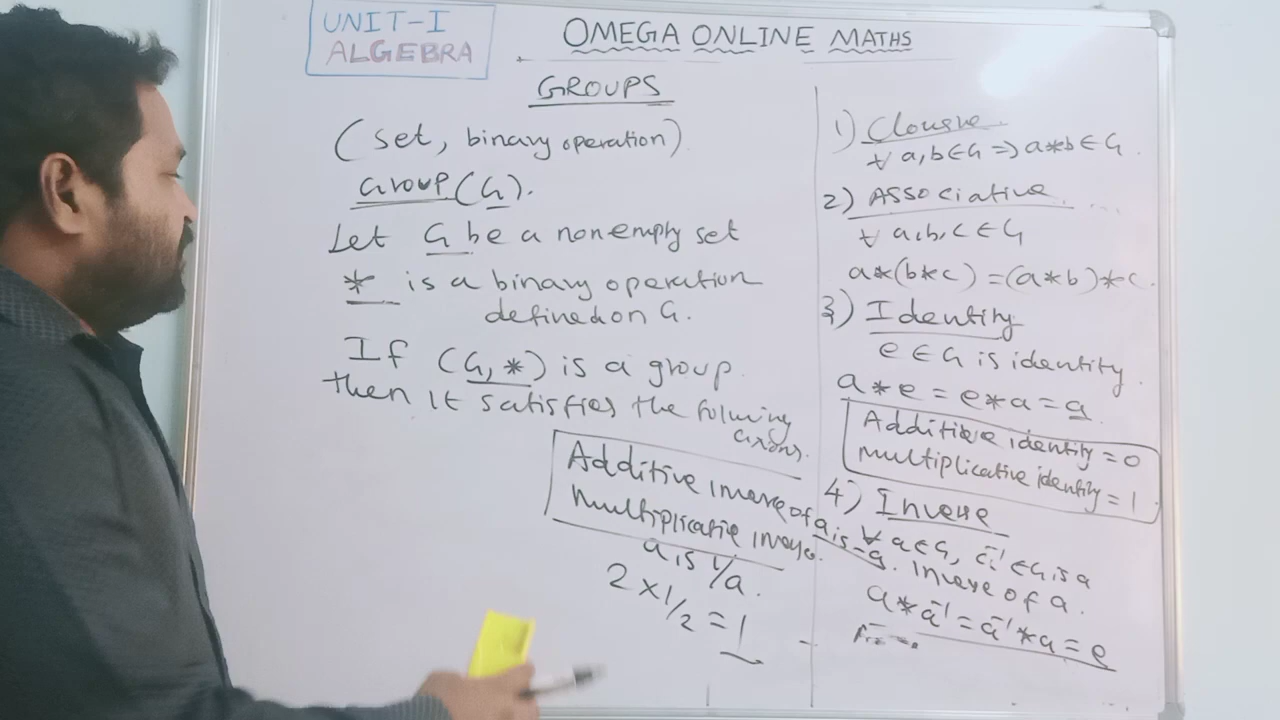 UNIT-I
ALGEBRA
OMEGA ONLINE MATHS
GROUPS
(set, binary operation)
Group (G).
Let G be a nonempty set
* is a binary operation
defined on G.
If (G, *) is a group.
then It satisfies the following
axioms.
Additive inverse of a is -a.
Multiplicative inverse
a is 1/a.
2 × 1/2 = 1
1) Closure
∀ a, b ∈ G ⇒ a * b ∈ G.
2) Associative
∀ a, b, c ∈ G
a * (b * c) = (a * b) * c.
3) Identity
e ∈ G is identity.
a * e = e * a = a
Additive identity = 0
Multiplicative identity = 1
4) Inverse
∀ a ∈ G, a⁻¹ ∈ G is a
Inverse of a.
a * a⁻¹ = a⁻¹ * a = e